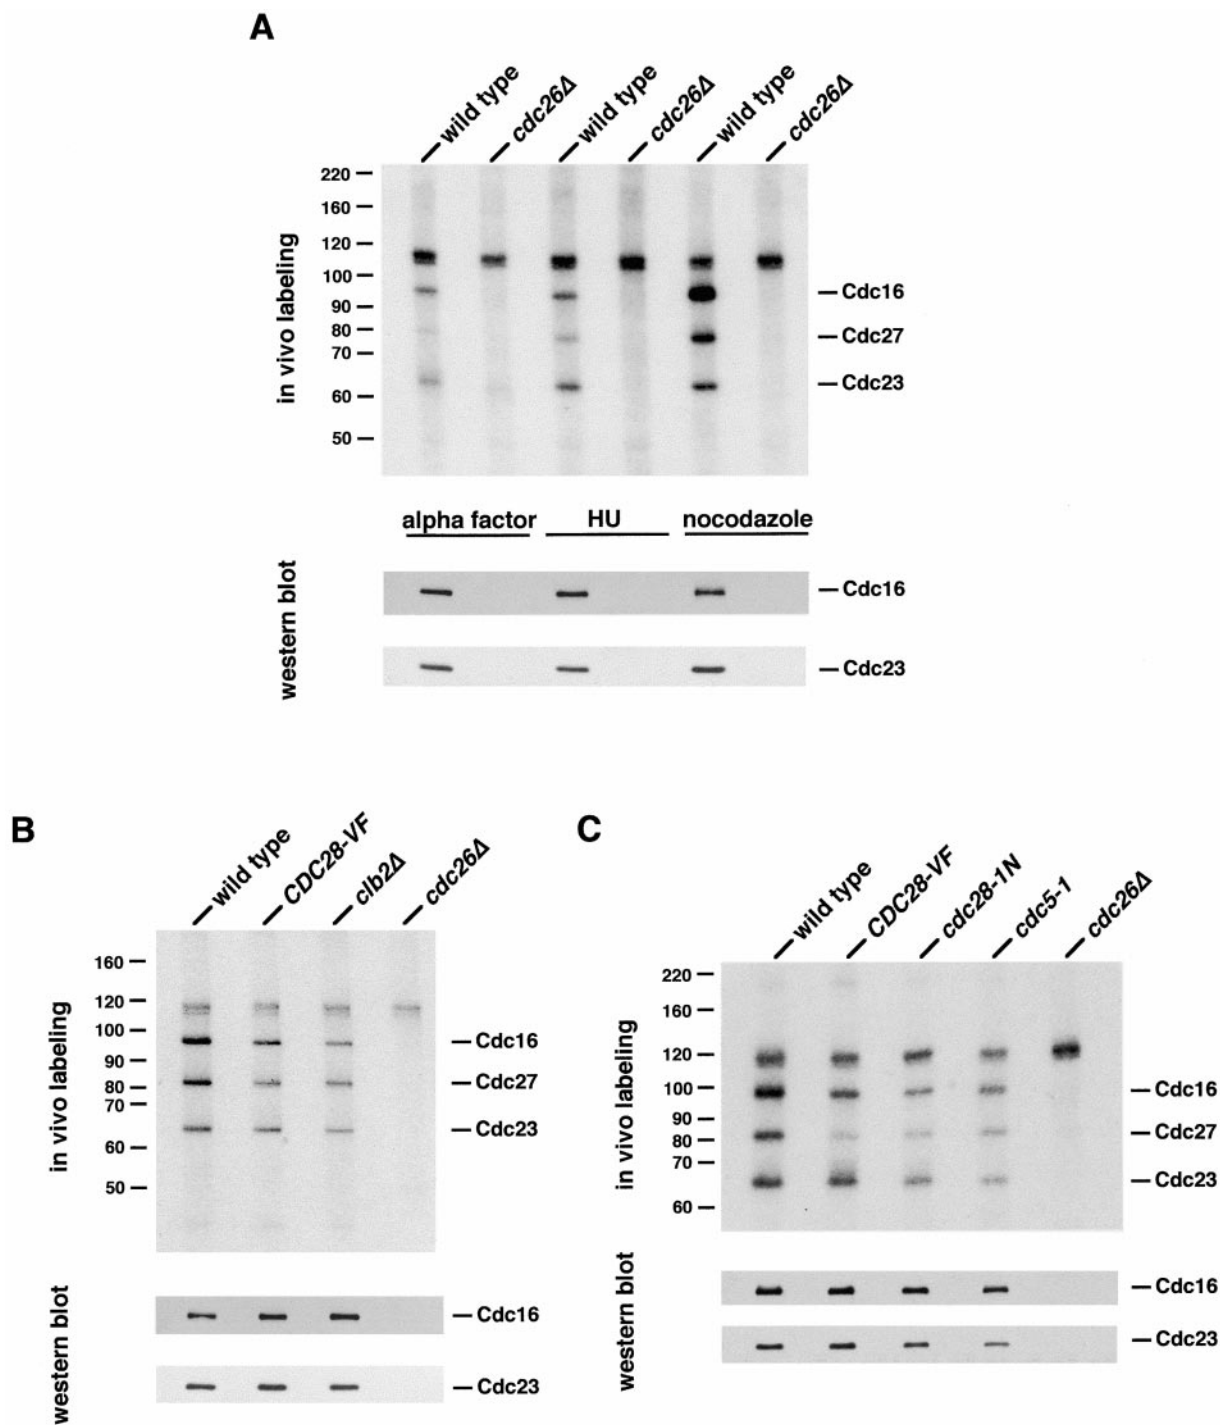 A
wild type
cdc26Δ
wild type
cdc26Δ
wild type
cdc26Δ
in vivo labeling
220
160
120
100
90
80
70
60
50
Cdc16
Cdc27
Cdc23
alpha factor
HU
nocodazole
western blot
Cdc16
Cdc23
B
wild type
CDC28-VF
clb2Δ
cdc26Δ
in vivo labeling
160
120
100
90
80
70
60
50
Cdc16
Cdc27
Cdc23
western blot
Cdc16
Cdc23
C
wild type
CDC28-VF
cdc28-1N
cdc5-1
cdc26Δ
in vivo labeling
220
160
120
100
90
80
70
60
Cdc16
Cdc27
Cdc23
western blot
Cdc16
Cdc23